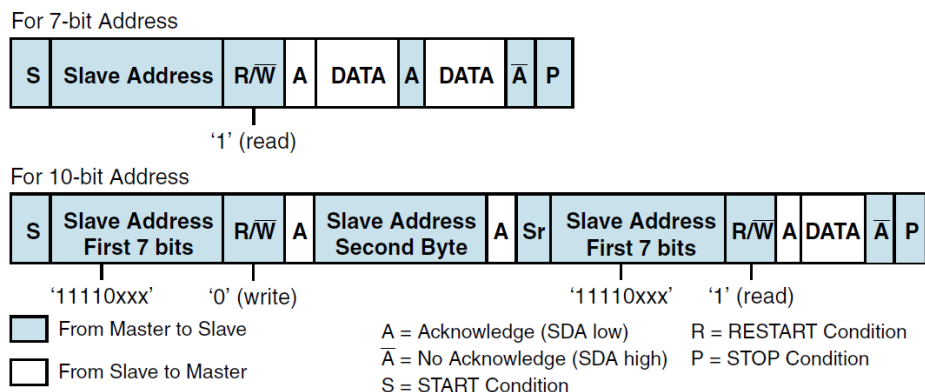 For 7-bit Address
S Slave Address R/W̅ A DATA A DATA A̅ P
‘1’ (read)
For 10-bit Address
S Slave Address First 7 bits R/W̅ A Slave Address Second Byte A Sr Slave Address First 7 bits R/W̅ A DATA A̅ P
‘11110xxx’ ‘0’ (write) ‘11110xxx’ ‘1’ (read)
From Master to Slave
From Slave to Master
A = Acknowledge (SDA low)
A̅ = No Acknowledge (SDA high)
S = START Condition
R = RESTART Condition
P = STOP Condition